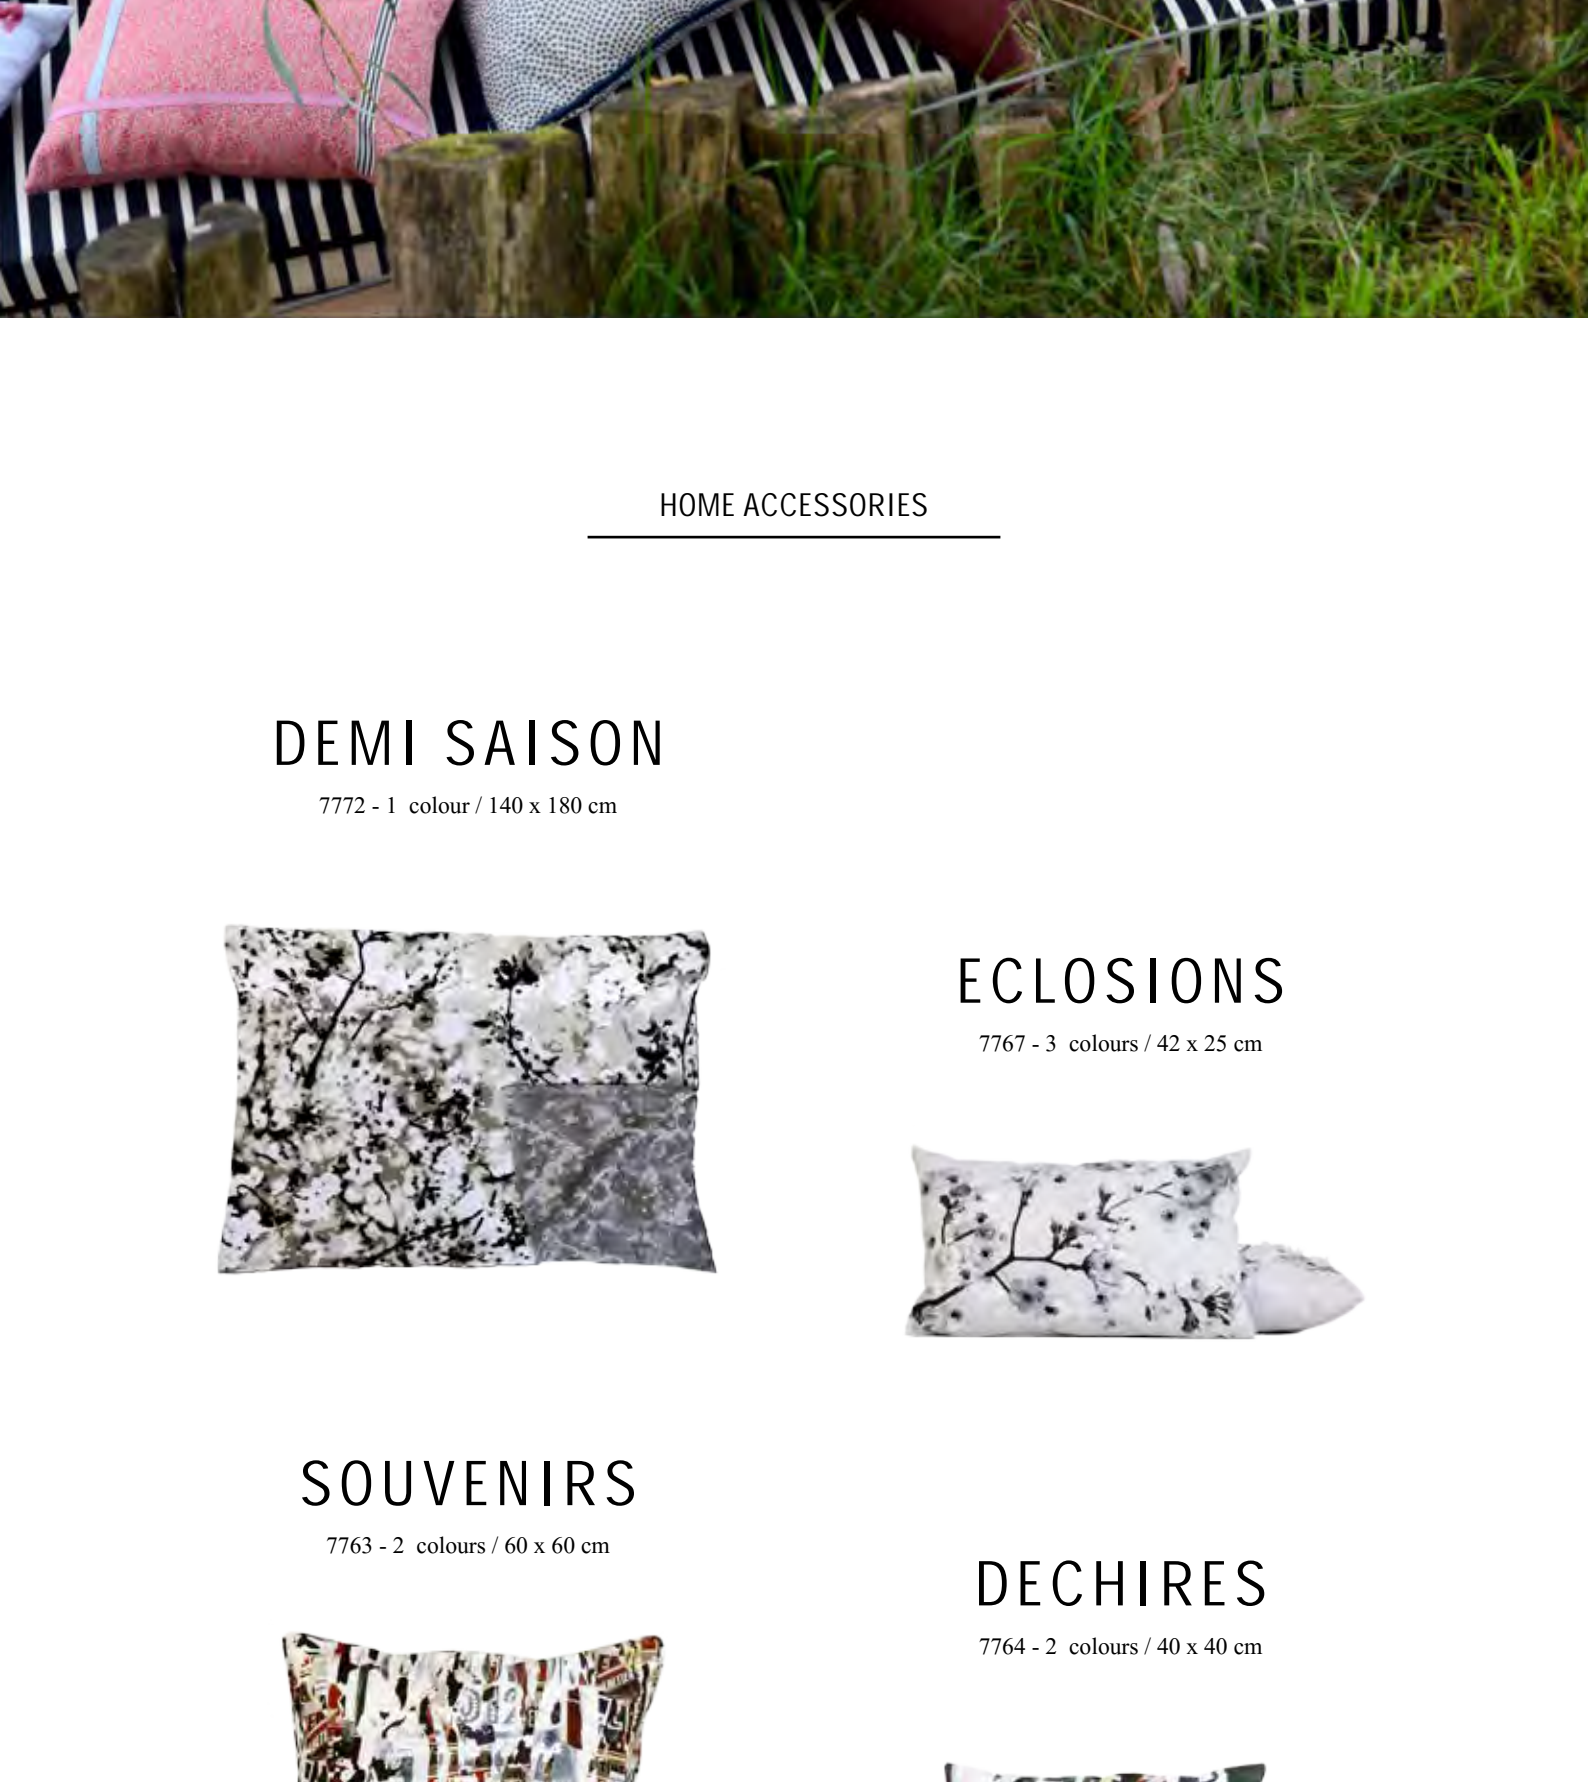 HOME ACCESSORIES
DEMI SAISON
7772 - 1 colour / 140 x 180 cm
ECLOSIONS
7767 - 3 colours / 42 x 25 cm
SOUVENIRS
7763 - 2 colours / 60 x 60 cm
DECHIRES
7764 - 2 colours / 40 x 40 cm